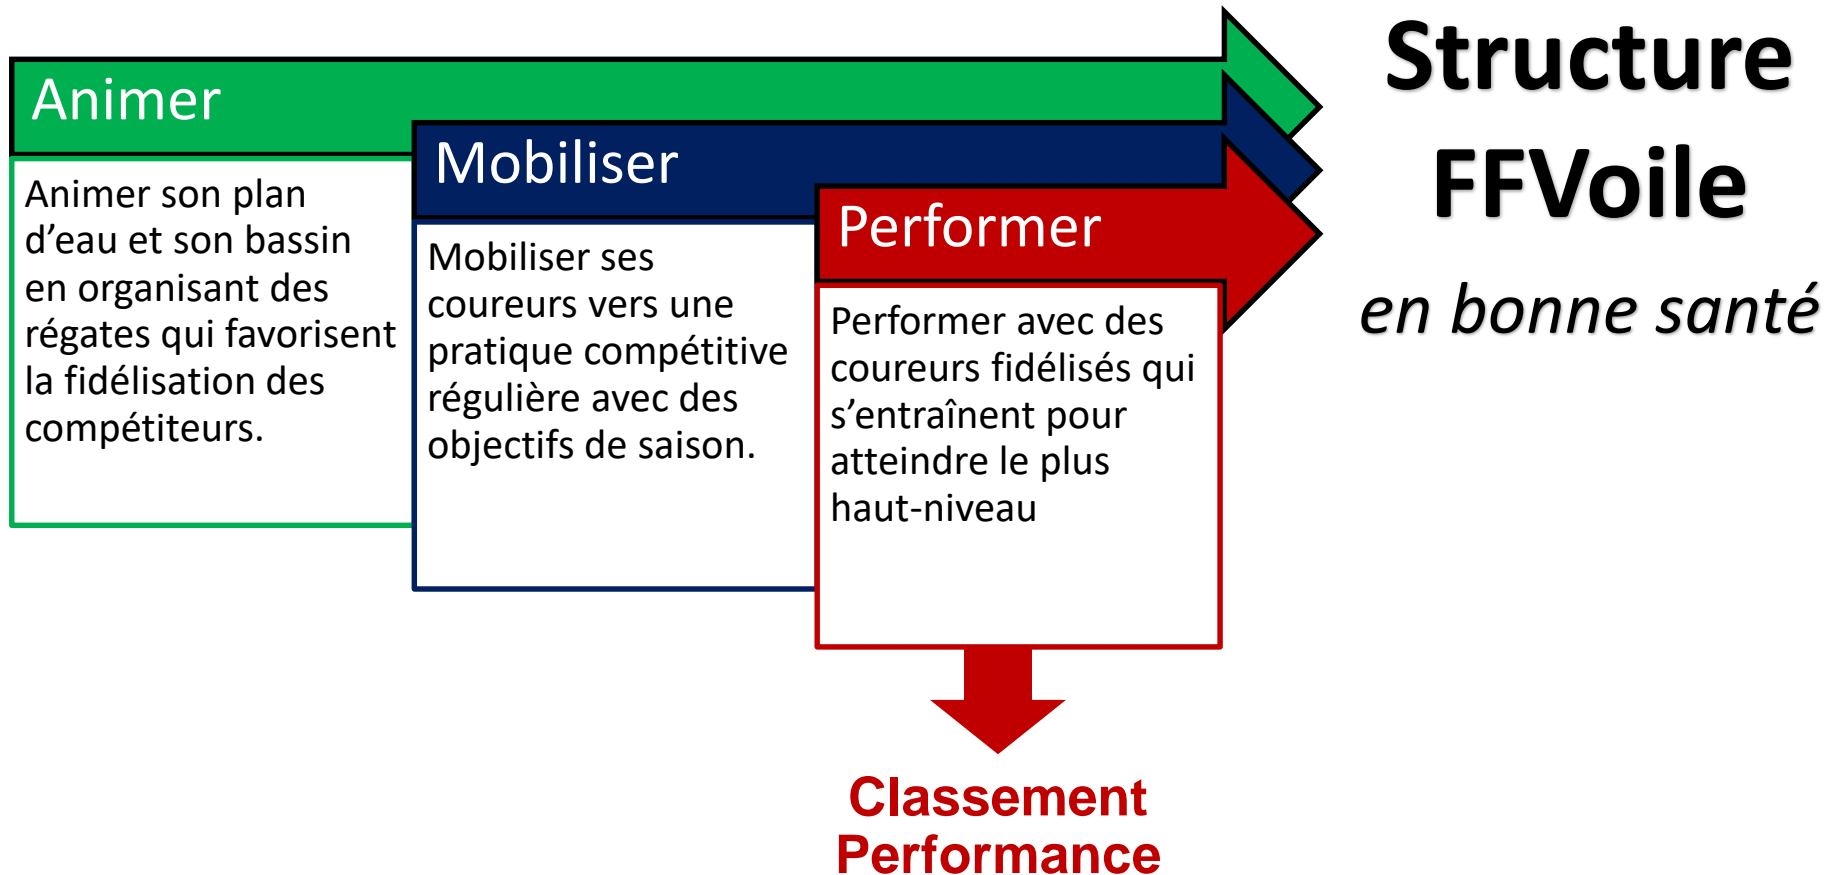 Animer
Animer son plan
d’eau et son bassin
en organisant des
régates qui favorisent
la fidélisation des
compétiteurs.
Mobiliser
Mobiliser ses
coureurs vers une
pratique compétitive
régulière avec des
objectifs de saison.
Performer
Performer avec des
coureurs fidélisés qui
s’entraînent pour
atteindre le plus
haut-niveau
Classement
Performance
Structure
FFVoile
en bonne santé